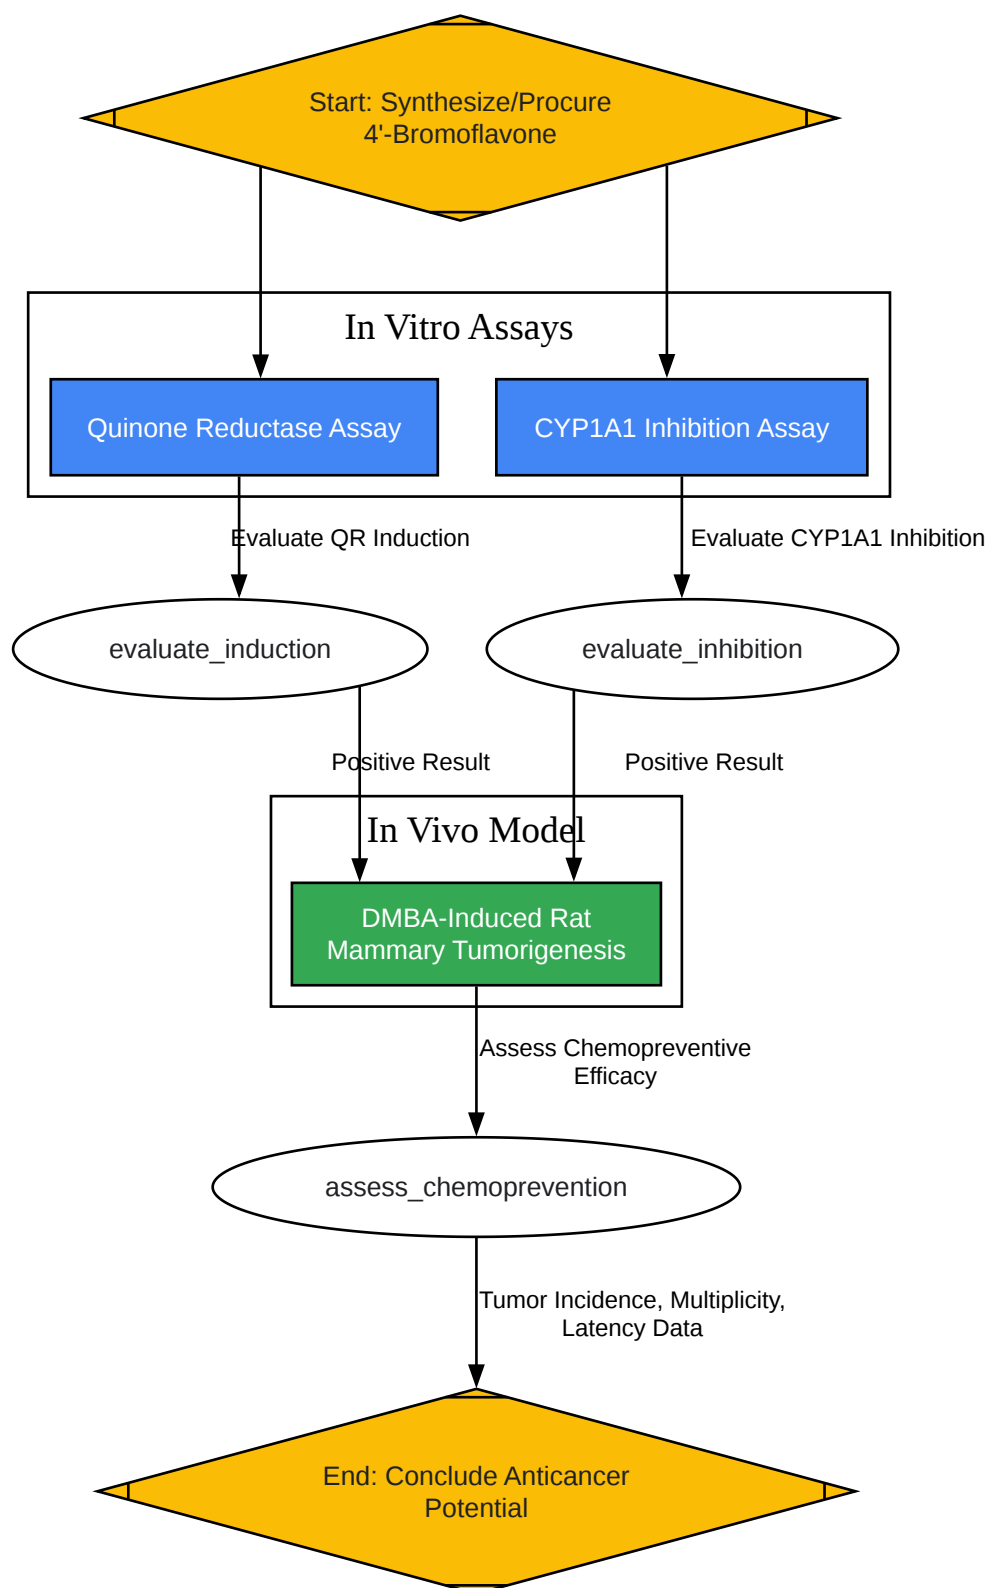 Start: Synthesize/Procure
4'-Bromoflavone
In Vitro Assays
Quinone Reductase Assay
CYP1A1 Inhibition Assay
Evaluate QR Induction
Evaluate CYP1A1 Inhibition
evaluate_induction
evaluate_inhibition
Positive Result
Positive Result
In Vivo Model
DMBA-Induced Rat
Mammary Tumorigenesis
Assess Chemopreventive
Efficacy
assess_chemoprevention
Tumor Incidence, Multiplicity,
Latency Data
End: Conclude Anticancer
Potential